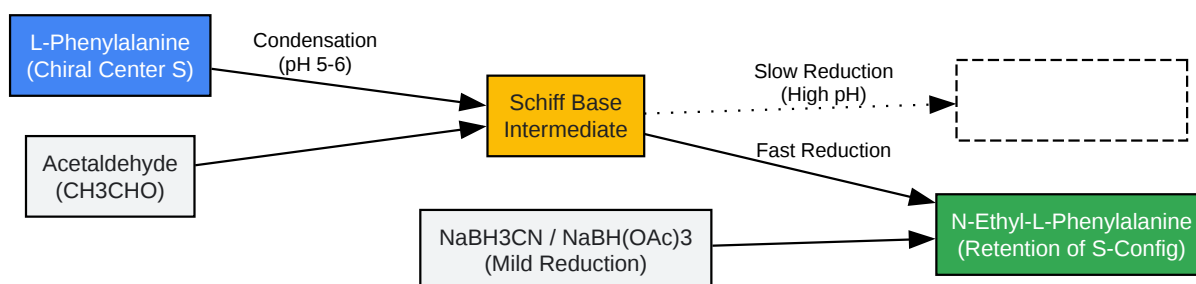 L-Phenylalanine
(Chiral Center S)
Condensation
(pH 5-6)
Acetaldehyde
(CH3CHO)
Schiff Base
Intermediate
Slow Reduction
(High pH)
Fast Reduction
NaBH3CN / NaBH(OAc)3
(Mild Reduction)
N-Ethyl-L-Phenylalanine
(Retention of S-Config)